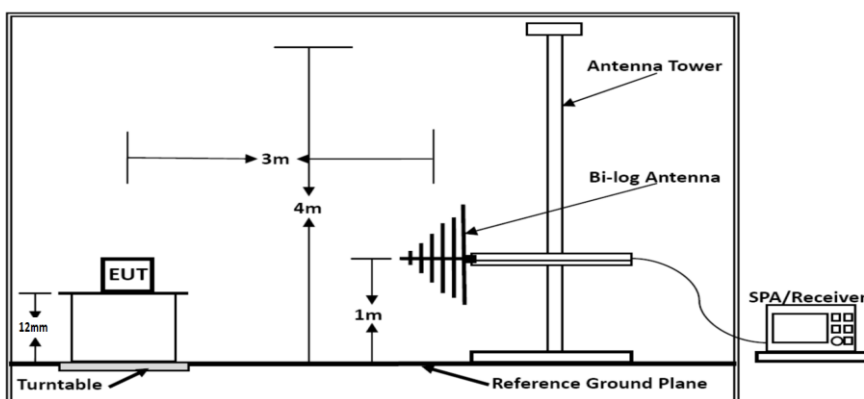 Antenna Tower
3m
Bi-log Antenna
4m
EUT
12mm
1m
SPA/Receiver
Turntable
Reference Ground Plane